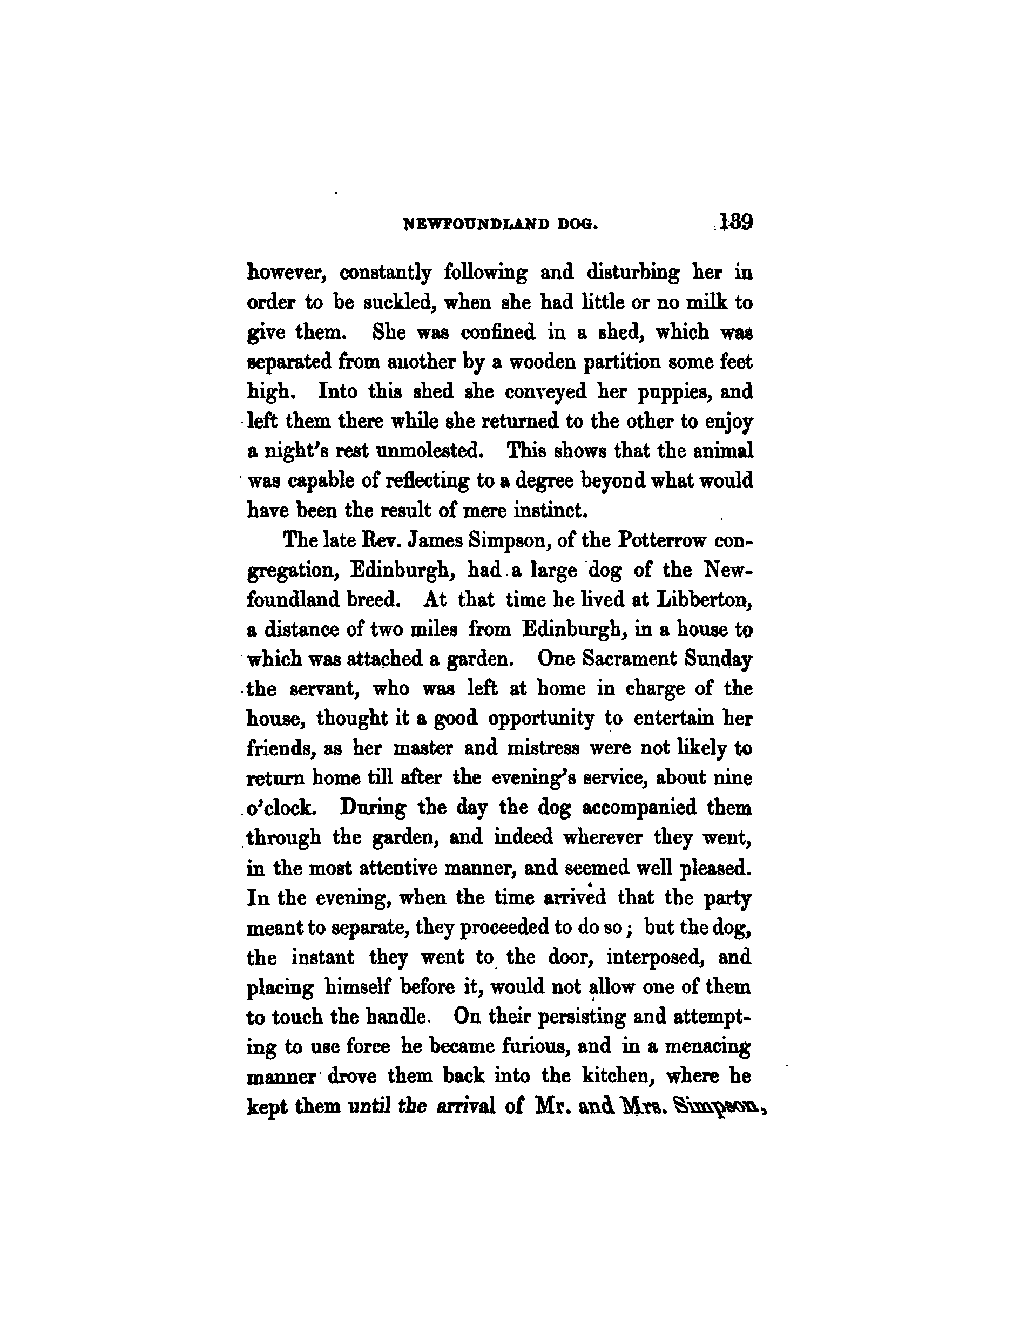 NEWFOUNDLAND DOG. 139
however, constantly following and disturbing her in
order to be suckled, when she had little or no milk to
give them. She was confined in a shed, which was
separated from another by a wooden partition some feet
high. Into this shed she conveyed her puppies, and
left them there while she returned to the other to enjoy
a night's rest unmolested. This shows that the animal
was capable of reflecting to a degree beyond what would
have been the result of mere instinct.
The late Rev. James Simpson, of the Potterrow con-
gregation, Edinburgh, had a large dog of the New-
foundland breed. At that time he lived at Libberton,
a distance of two miles from Edinburgh, in a house to
which was attached a garden. One Sacrament Sunday
the servant, who was left at home in charge of the
house, thought it a good opportunity to entertain her
friends, as her master and mistress were not likely to
return home till after the evening's service, about nine
o'clock. During the day the dog accompanied them
through the garden, and indeed wherever they went,
in the most attentive manner, and seemed well pleased.
In the evening, when the time arrived that the party
meant to separate, they proceeded to do so; but the dog,
the instant they went to the door, interposed, and
placing himself before it, would not allow one of them
to touch the handle. On their persisting and attempt-
ing to use force he became furious, and in a menacing
manner drove them back into the kitchen, where he
kept them until the arrival of Mr. and Mrs. Simpson,